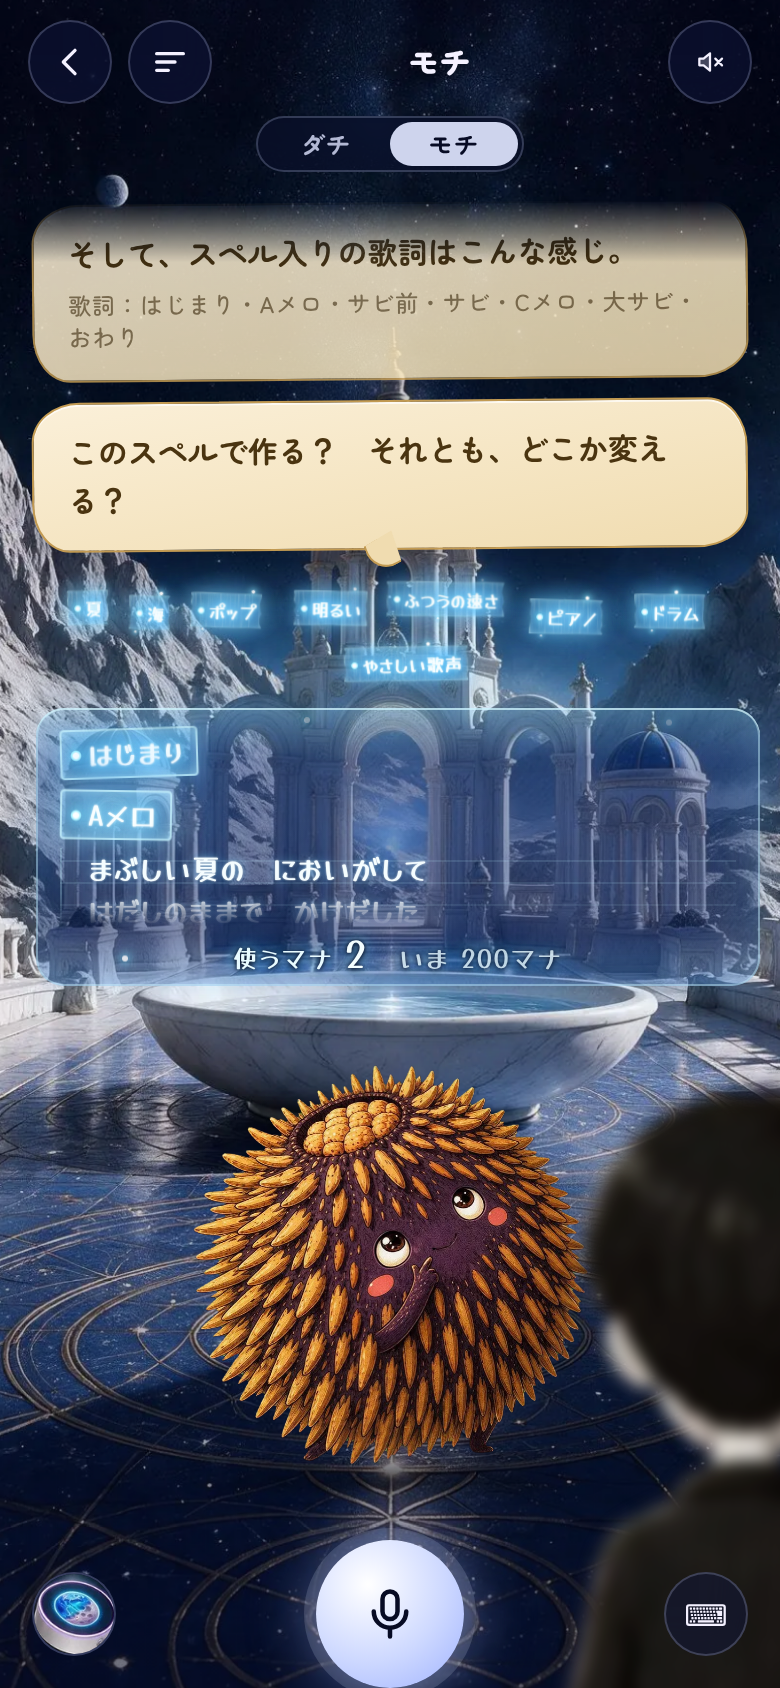 モチ
ダチ
モチ
そして、スペル入りの歌詞はこんな感じ。
歌詞：はじまり・Aメロ・サビ前・サビ・Cメロ・大サビ・
おわり
このスペルで作る？　それとも、どこか変え
る？
夏
海
ポップ
明るい
ふつうの速さ
ピアノ
ドラム
やさしい歌声
はじまり
Aメロ
まぶしい夏の　においがして
はだしのままで　かけだした
使うマナ 2　いま 200マナ